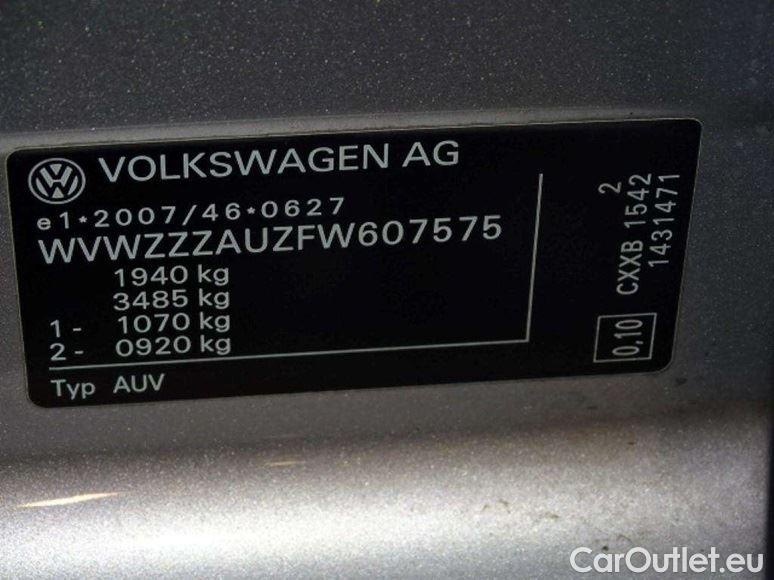 VOLKSWAGEN AG
e1*2007/46*0627
WVWZZZAUZFW607575
1940 kg
3485 kg
1 - 1070 kg
2 - 0920 kg
Typ AUV
2
CXXB 1542
1431471
0,10
CarOutlet.eu